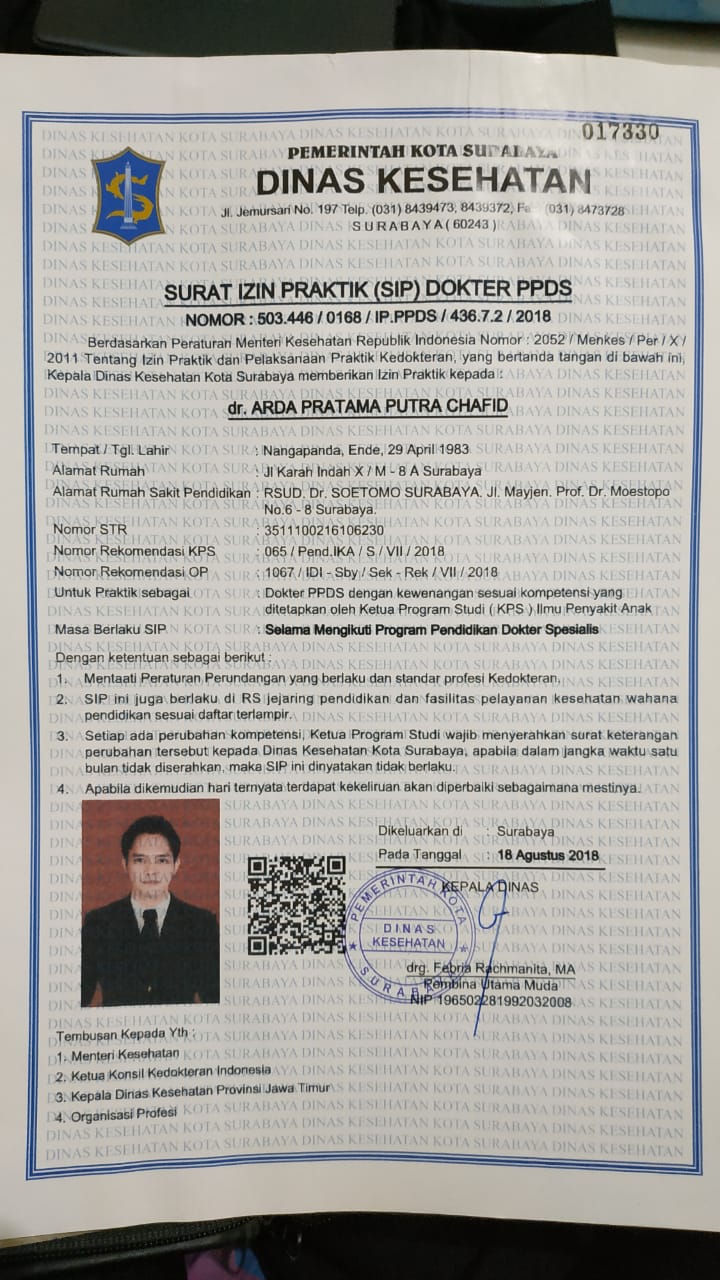 017330
PEMERINTAH KOTA SURABAYA
DINAS KESEHATAN
Jl. Jemursari No. 197 Telp. (031) 8439473, 8439372, Fa (031) 8473728
SURABAYA ( 60243 )
SURAT IZIN PRAKTIK (SIP) DOKTER PPDS
NOMOR : 503.446 / 0168 / IP.PPDS / 436.7.2 / 2018
Berdasarkan Peraturan Menteri Kesehatan Republik Indonesia Nomor : 2052 / Menkes / Per / X /
2011 Tentang Izin Praktik dan Pelaksanaan Praktik Kedokteran, yang bertanda tangan di bawah ini,
Kepala Dinas Kesehatan Kota Surabaya memberikan Izin Praktik kepada :
dr. ARDA PRATAMA PUTRA CHAFID
Tempat / Tgl. Lahir : Nangapanda, Ende, 29 April 1983
Alamat Rumah : Jl Karah Indah X / M - 8 A Surabaya
Alamat Rumah Sakit Pendidikan : RSUD. Dr. SOETOMO SURABAYA. Jl. Mayjen. Prof. Dr. Moestopo
No.6 - 8 Surabaya.
Nomor STR : 3511100216106230
Nomor Rekomendasi KPS : 065 / Pend.IKA / S / VII / 2018
Nomor Rekomendasi OP : 1067 / IDI - Sby / Sek - Rek / VII / 2018
Untuk Praktik sebagai : Dokter PPDS dengan kewenangan sesuai kompetensi yang
ditetapkan oleh Ketua Program Studi ( KPS ) Ilmu Penyakit Anak
Masa Berlaku SIP : Selama Mengikuti Program Pendidikan Dokter Spesialis
Dengan ketentuan sebagai berikut :
1. Mentaati Peraturan Perundangan yang berlaku dan standar profesi Kedokteran.
2. SIP ini juga berlaku di RS jejaring pendidikan dan fasilitas pelayanan kesehatan wahana
pendidikan sesuai daftar terlampir.
3. Setiap ada perubahan kompetensi, Ketua Program Studi wajib menyerahkan surat keterangan
perubahan tersebut kepada Dinas Kesehatan Kota Surabaya, apabila dalam jangka waktu satu
bulan tidak diserahkan, maka SIP ini dinyatakan tidak berlaku.
4. Apabila dikemudian hari ternyata terdapat kekeliruan akan diperbaiki sebagaimana mestinya.
Dikeluarkan di : Surabaya
Pada Tanggal : 18 Agustus 2018
KEPALA DINAS
PEMERINTAH KOTA
DINAS
KESEHATAN
SURABAYA
drg. Febria Rachmanita, MA
Pembina Utama Muda
NIP 196502281992032008
Tembusan Kepada Yth :
1. Menteri Kesehatan
2. Ketua Konsil Kedokteran Indonesia
3. Kepala Dinas Kesehatan Provinsi Jawa Timur
4. Organisasi Profesi